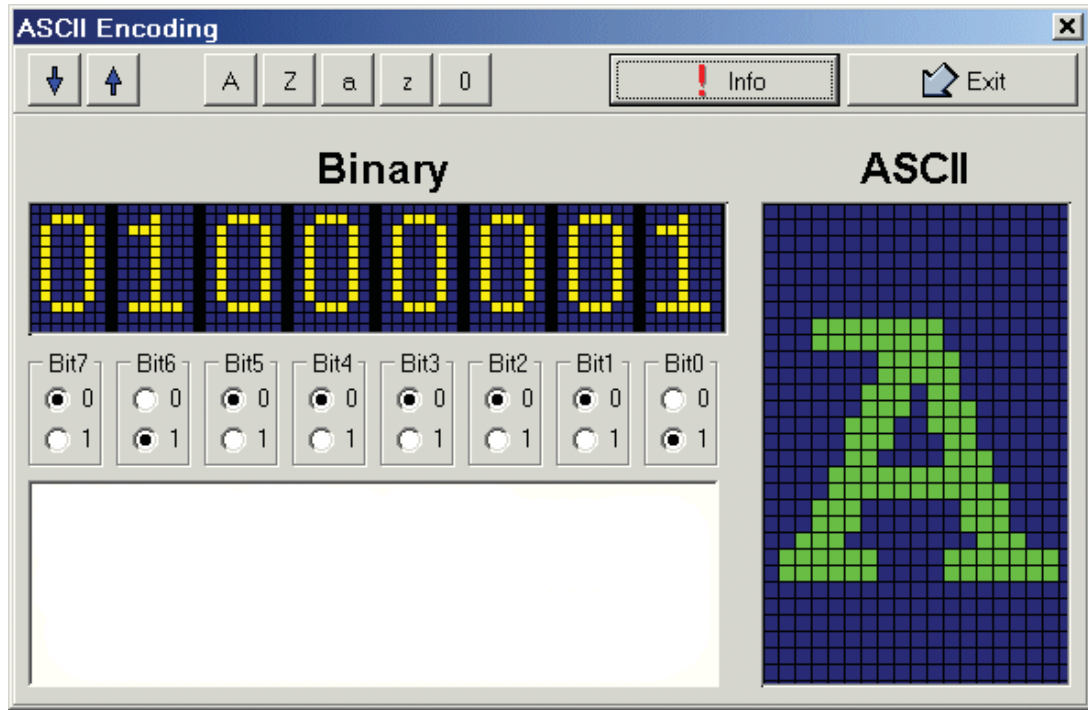 ASCII Encoding
A Z a z 0 Info Exit
Binary ASCII
01000001 A
Bit7 Bit6 Bit5 Bit4 Bit3 Bit2 Bit1 Bit0
0 0 0 0 0 0 0 0
1 1 1 1 1 1 1 1